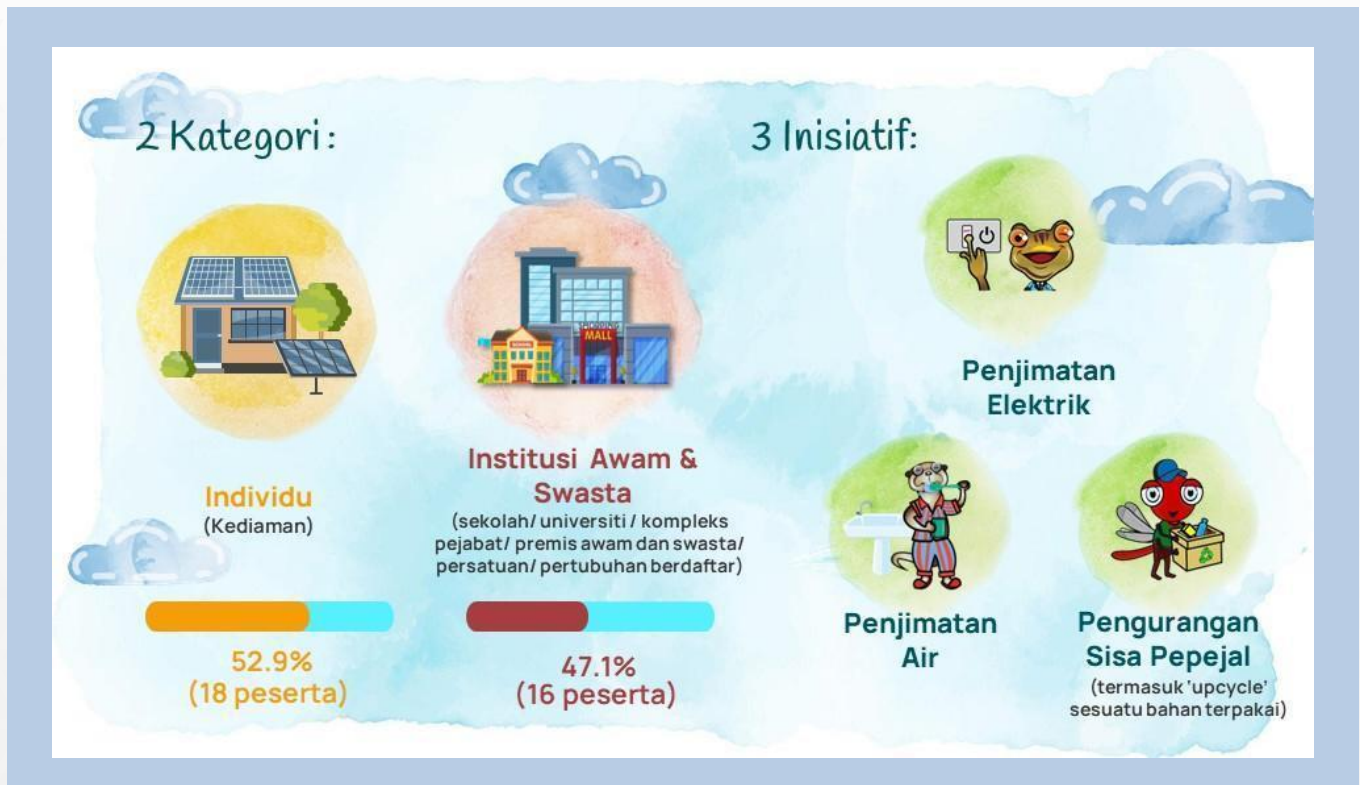 2 Kategori:
MALL
Individu
(Kediaman)
52.9%
(18 peserta)
Institusi Awam &
Swasta
(sekolah/ universiti / kompleks
pejabat/ premis awam dan swasta/
persatuan/ pertubuhan berdaftar)
47.1%
(16 peserta)
3 Inisiatif:
Penjimatan
Elektrik
Penjimatan
Air
Pengurangan
Sisa Pepejal
(termasuk 'upcycle'
sesuatu bahan terpakai)